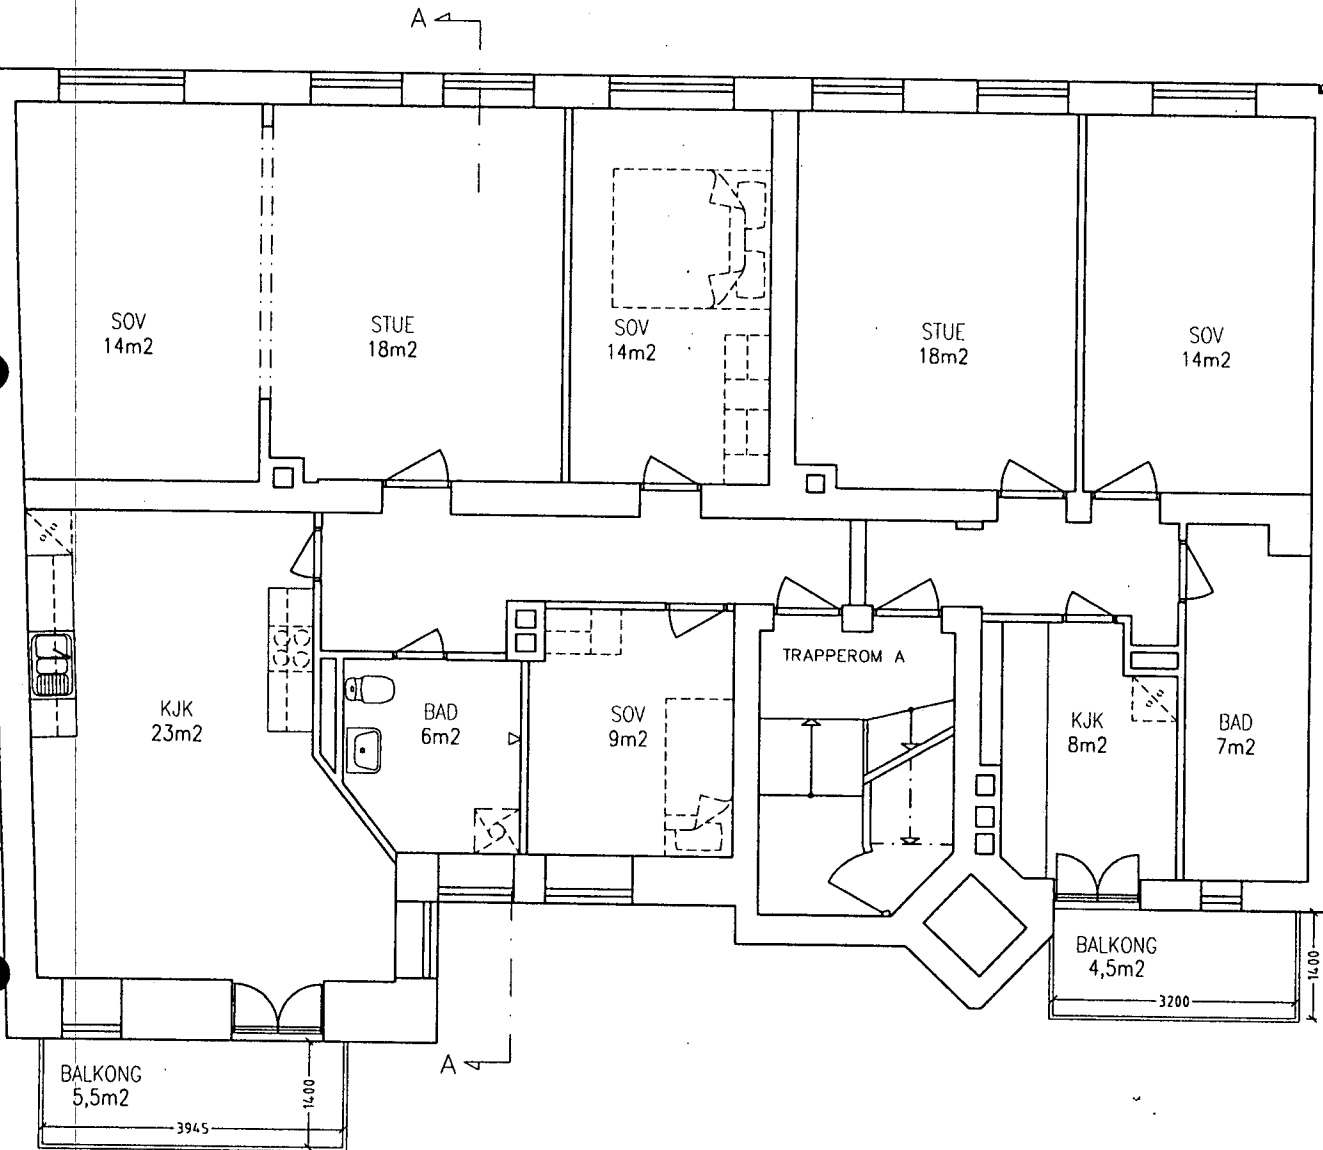 A
SOV
14m2
STUE
18m2
SOV
14m2
STUE
18m2
SOV
14m2
KJK
23m2
BAD
6m2
SOV
9m2
TRAPPEROM A
KJK
8m2
BAD
7m2
BALKONG
4,5m2
3200
1400
A
BALKONG
5,5m2
1400
3945